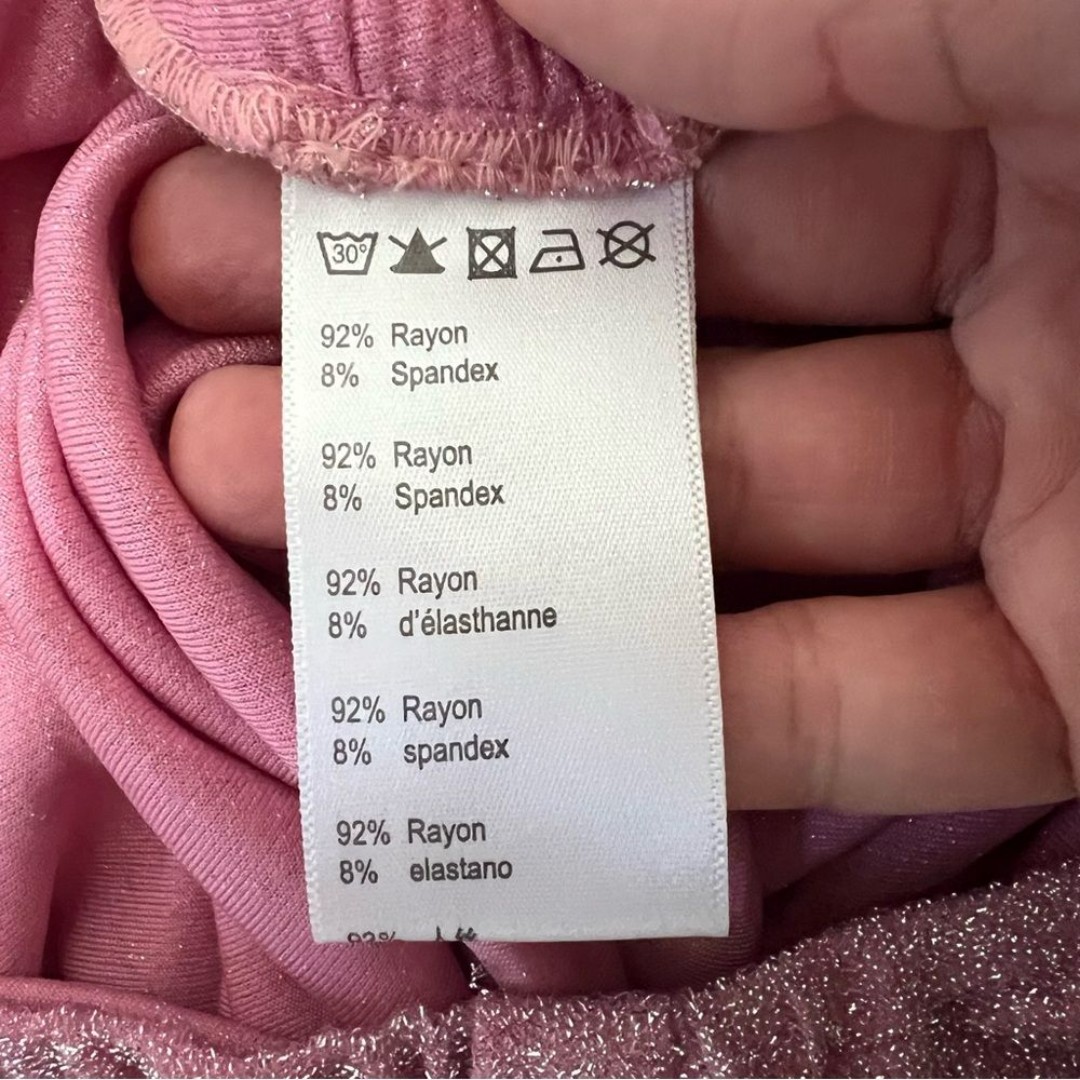 30°
92% Rayon
8% Spandex
92% Rayon
8% Spandex
92% Rayon
8% d'élasthanne
92% Rayon
8% spandex
92% Rayon
8% elastano
92%